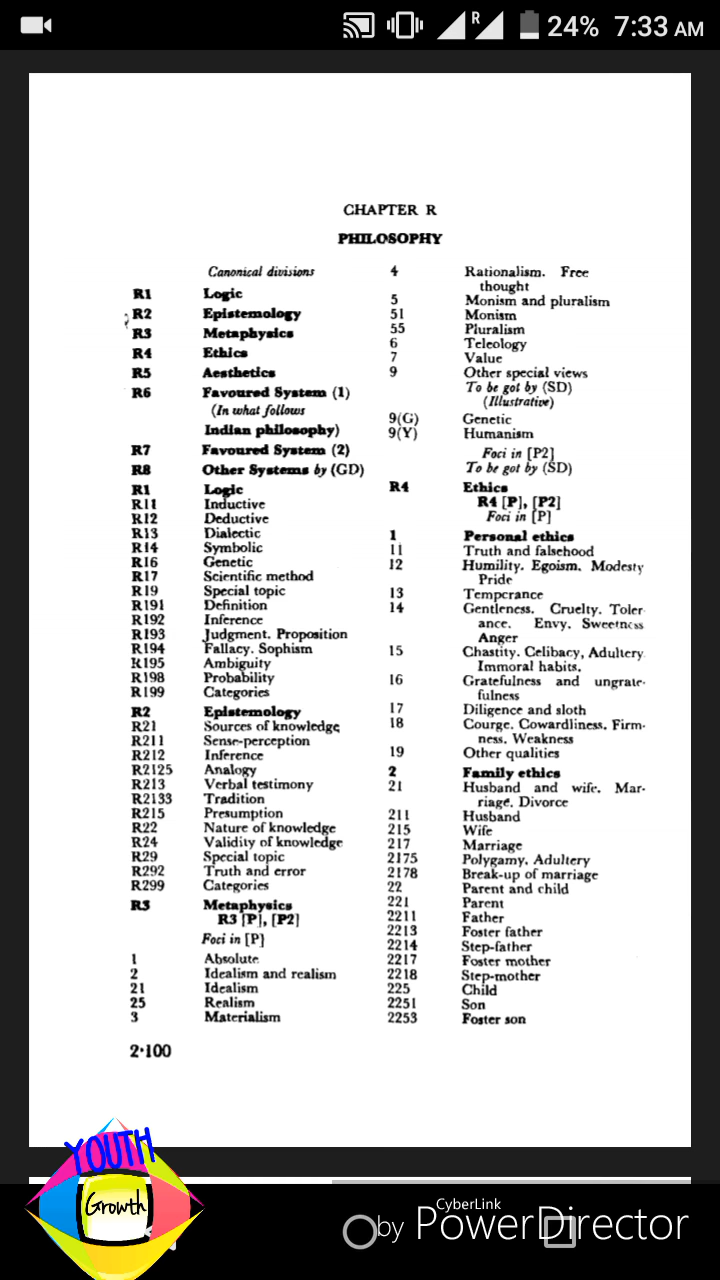 24% 7:33 AM
R
CHAPTER R
PHILOSOPHY
Canonical divisions
R1 Logic
R2 Epistemology
R3 Metaphysics
R4 Ethics
R5 Aesthetics
R6 Favoured System (1)
(In what follows
Indian philosophy)
R7 Favoured System (2)
R8 Other Systems by (GD)
R1 Logic
R11 Inductive
R12 Deductive
R13 Dialectic
R14 Symbolic
R16 Genetic
R17 Scientific method
R19 Special topic
R191 Definition
R192 Inference
R193 Judgment. Proposition
R194 Fallacy. Sophism
R195 Ambiguity
R198 Probability
R199 Categories
R2 Epistemology
R21 Sources of knowledge
R211 Sense-perception
R212 Inference
R2125 Analogy
R213 Verbal testimony
R2133 Tradition
R215 Presumption
R22 Nature of knowledge
R24 Validity of knowledge
R29 Special topic
R292 Truth and error
R299 Categories
R3 Metaphysics
R3 [P], [P2]
Foci in [P]
1 Absolute
2 Idealism and realism
21 Idealism
25 Realism
3 Materialism
2·100
4 Rationalism. Free
thought
5 Monism and pluralism
51 Monism
55 Pluralism
6 Teleology
7 Value
9 Other special views
To be got by (SD)
(Illustrative)
9(G) Genetic
9(Y) Humanism
Foci in [P2]
To be got by (SD)
R4 Ethics
R4 [P], [P2]
Foci in [P]
1 Personal ethics
11 Truth and falsehood
12 Humility. Egoism. Modesty
Pride
13 Temperance
14 Gentleness. Cruelty. Toler-
ance. Envy. Sweetness
Anger
15 Chastity. Celibacy, Adultery
Immoral habits.
16 Gratefulness and ungrate-
fulness
17 Diligence and sloth
18 Courge. Cowardliness. Firm-
ness. Weakness
19 Other qualities
2 Family ethics
21 Husband and wife. Mar-
riage. Divorce
211 Husband
215 Wife
217 Marriage
2175 Polygamy. Adultery
2178 Break-up of marriage
22 Parent and child
221 Parent
2211 Father
2213 Foster father
2214 Step-father
2217 Foster mother
2218 Step-mother
225 Child
2251 Son
2253 Foster son
YOUTH
Growth
CyberLink
by PowerDirector